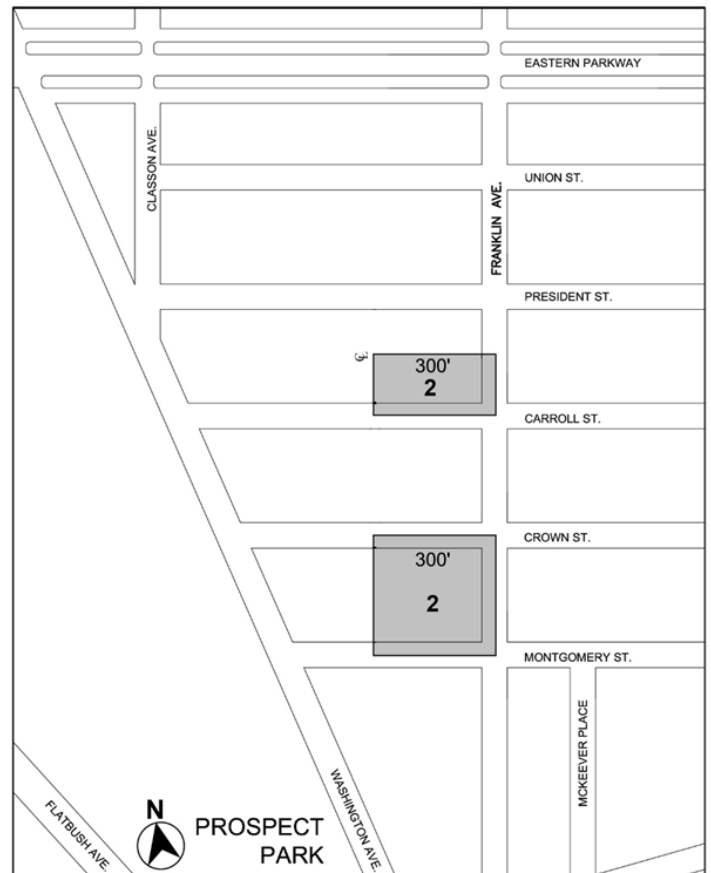 EASTERN PARKWAY
CLASSON AVE.
UNION ST.
FRANKLIN AVE.
PRESIDENT ST.
℄
300'
2
CARROLL ST.
CROWN ST.
300'
2
MONTGOMERY ST.
MCKEEVER PLACE
WASHINGTON AVE.
FLATBUSH AVE.
N
PROSPECT
PARK